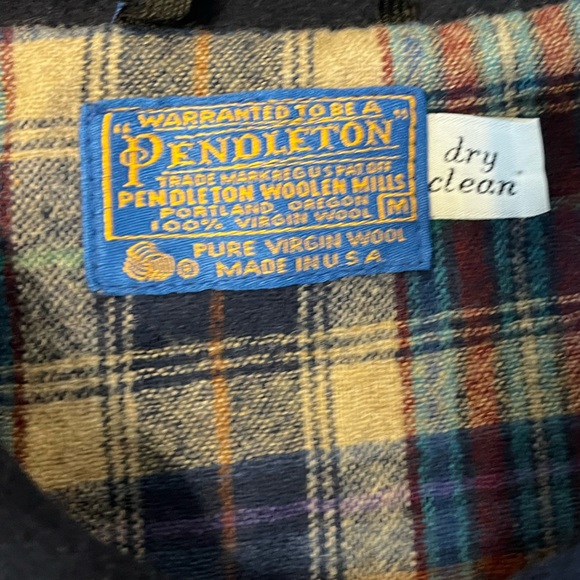 "WARRANTED TO BE A
PENDLETON"
TRADE MARK REG US PAT OFF
PENDLETON WOOLEN MILLS
PORTLAND, OREGON
100% VIRGIN WOOL M
PURE VIRGIN WOOL
® MADE IN U S A
dry
clean